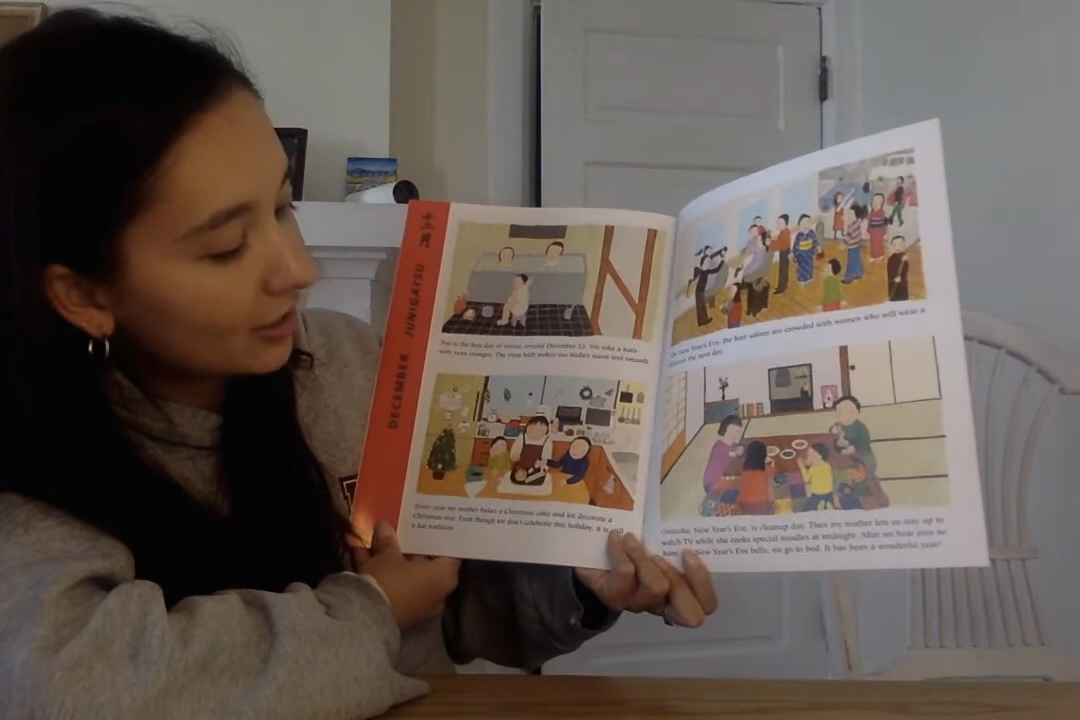 十二月
DECEMBER JUNIGATSU
is the first day of winter, around December 22. We take a bath
with yuzu oranges. The yuzu bath makes our bodies warm and smooth
Every year my mother bakes a Christmas cake and we decorate a
Christmas tree. Even though we don't celebrate this holiday, it is still
a fun tradition.
On New Year's Eve, the hair salons are crowded with women who will wear a
the next day.
Omisoka, New Year's Eve, is cleanup day. Then my mother lets us stay up to
watch TV while she cooks special noodles at midnight. After we hear joya no
kane, New Year's Eve bells, we go to bed. It has been a wonderful year!